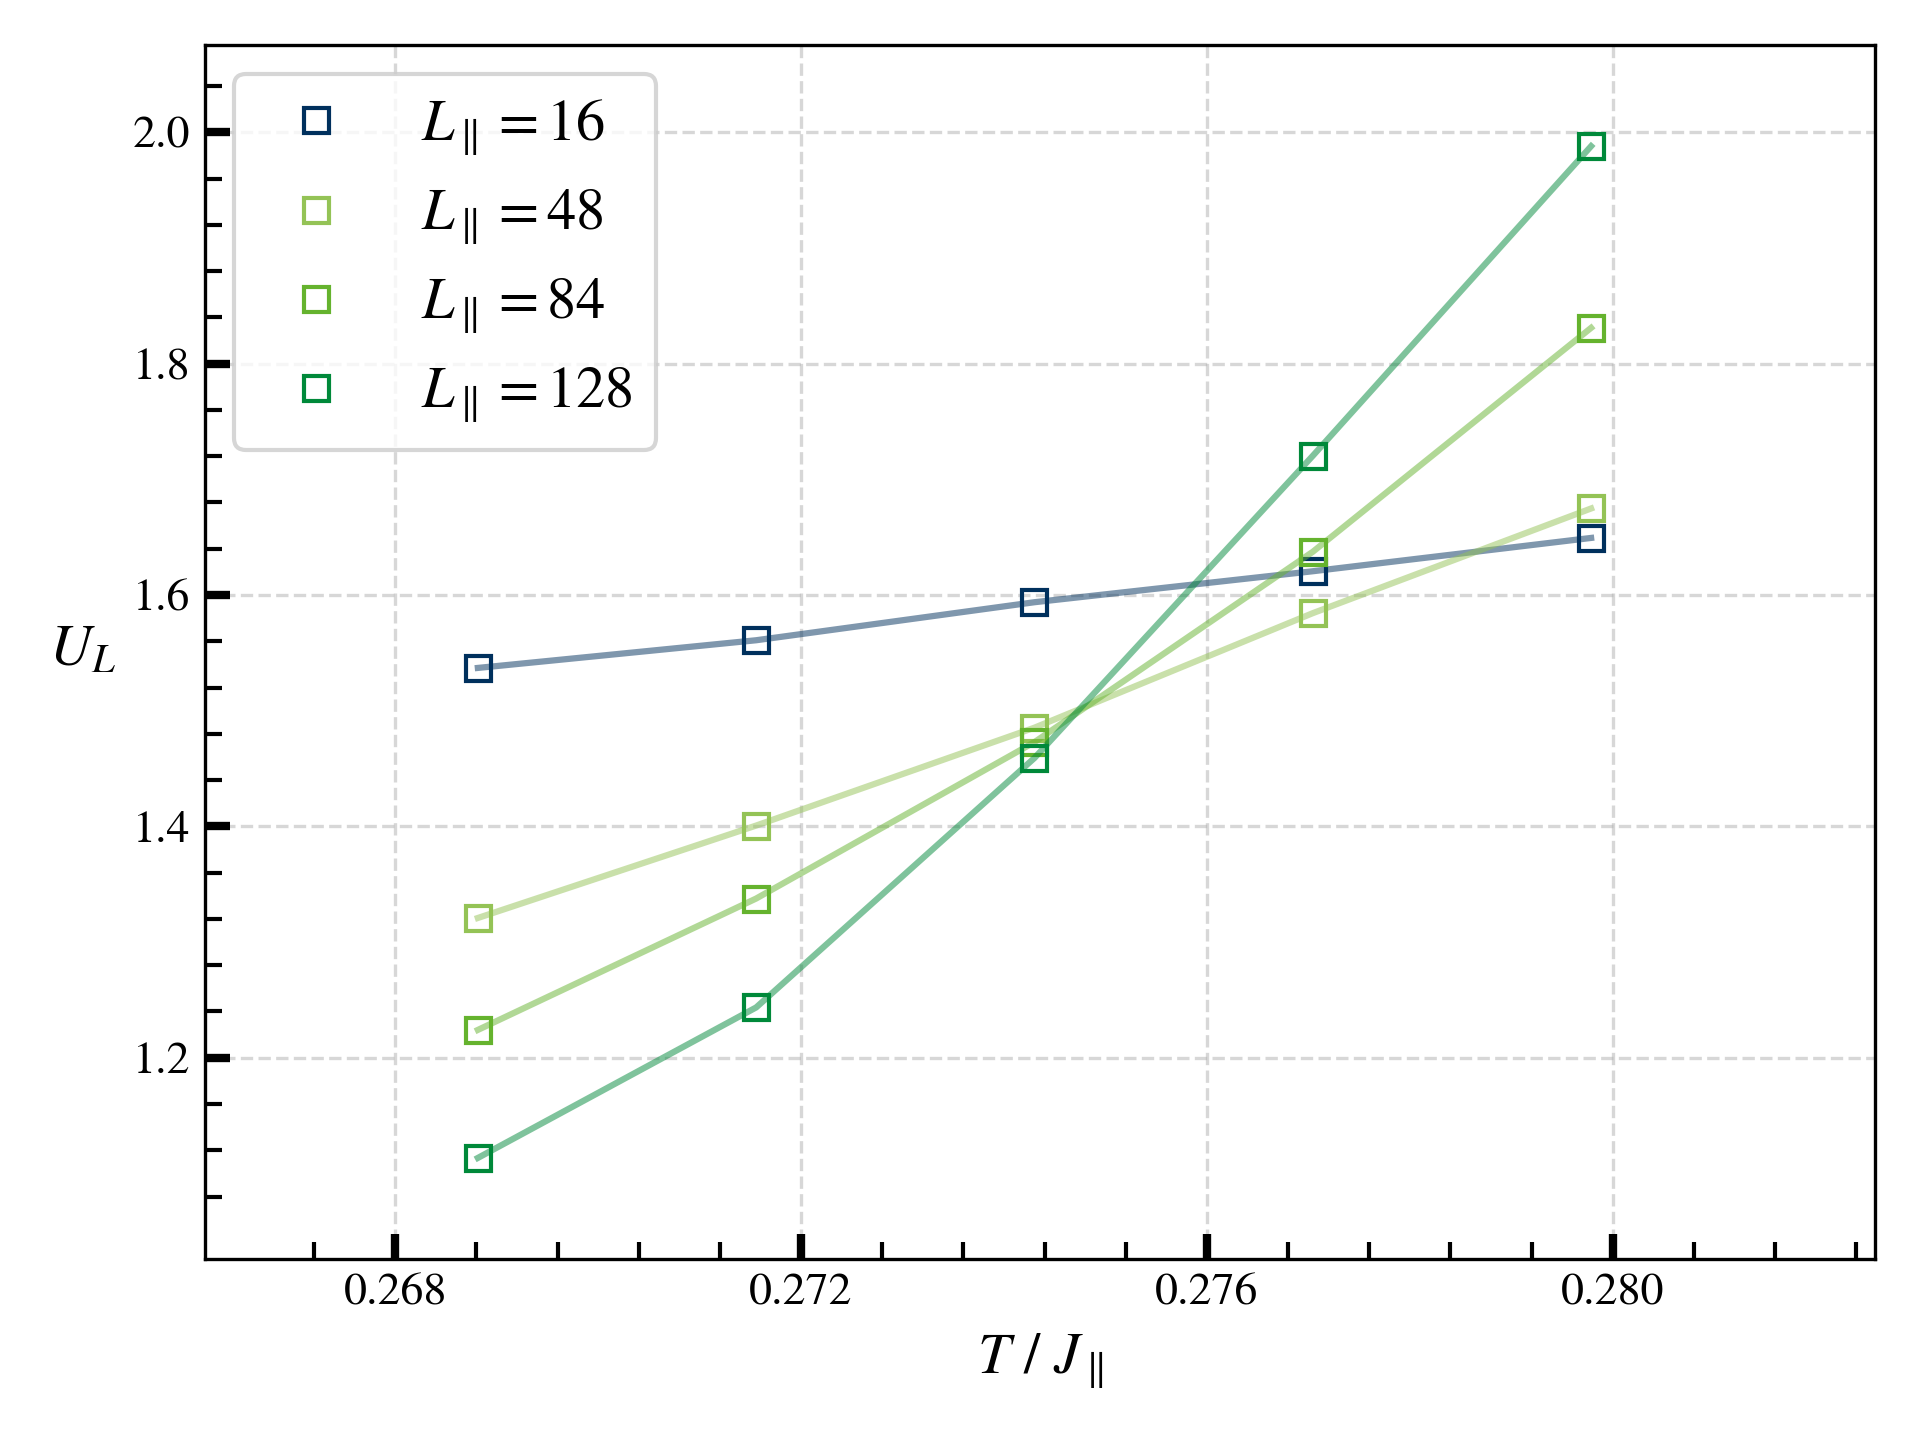 L∥ = 16
L∥ = 48
L∥ = 84
L∥ = 128
2.0
1.8
1.6
1.4
1.2
U_L
0.268 0.272 0.276 0.280
T / J∥